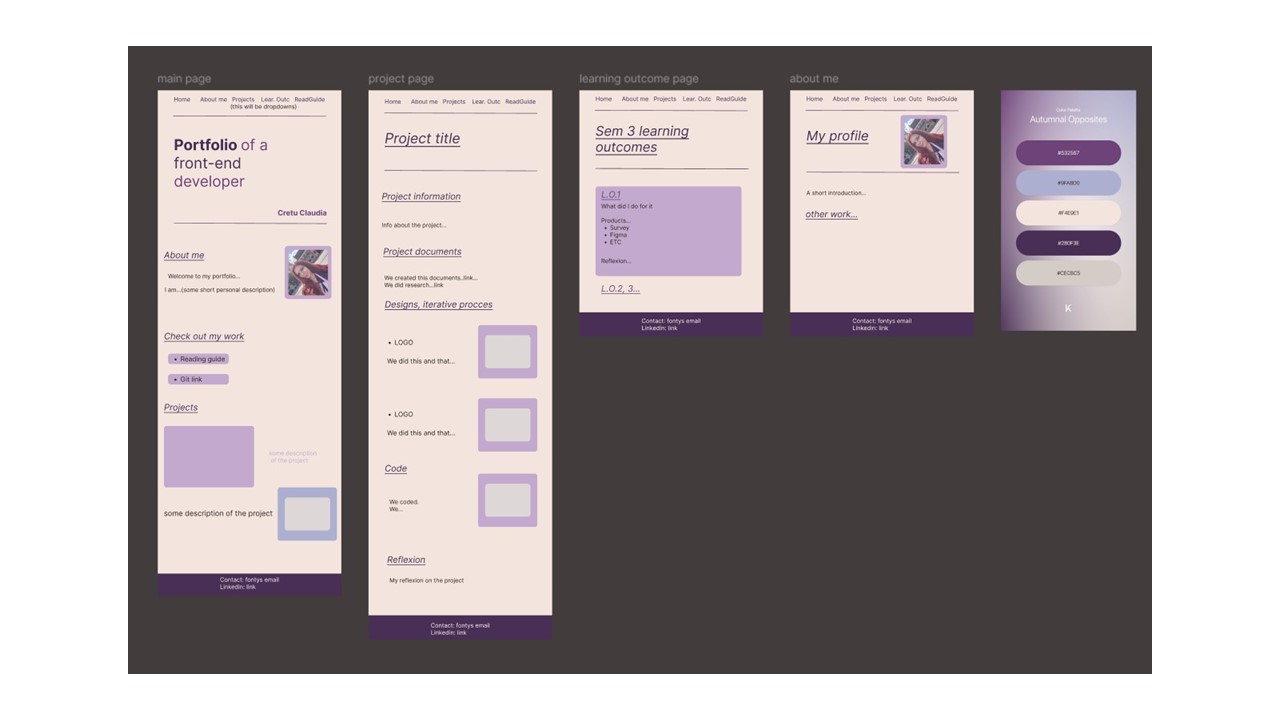 main page
Home About me Projects Lear. Outc ReadGuide
(this will be dropdowns)
Portfolio of a
front-end
developer
Cretu Claudia
About me
Welcome to my portfolio...
I am...(some short personal description)
Check out my work
• Reading guide
• Git link
Projects
some description
of the project
some description of the project
Contact: fontys email
Linkedin: link
project page
Home About me Projects Lear. Outc ReadGuide
Project title
Project information
Info about the project...
Project documents
We created this documents..link...
We did research...link
Designs, iterative procces
• LOGO
We did this and that...
• LOGO
We did this and that...
Code
We coded.
We...
Reflexion
My reflexion on the project
Contact: fontys email
Linkedin: link
learning outcome page
Home About me Projects Lear. Outc ReadGuide
Sem 3 learning
outcomes
L.O.1
What did I do for it
Products...
• Survey
• Figma
• ETC
Reflexion...
L.O.2, 3...
Contact: fontys email
Linkedin: link
about me
Home About me Projects Lear. Outc ReadGuide
My profile
A short introduction...
other work...
Contact: fontys email
Linkedin: link
Color Palette
Autumnal Opposites
#F4E9E1
#2B0F3E
#CECBC5
K